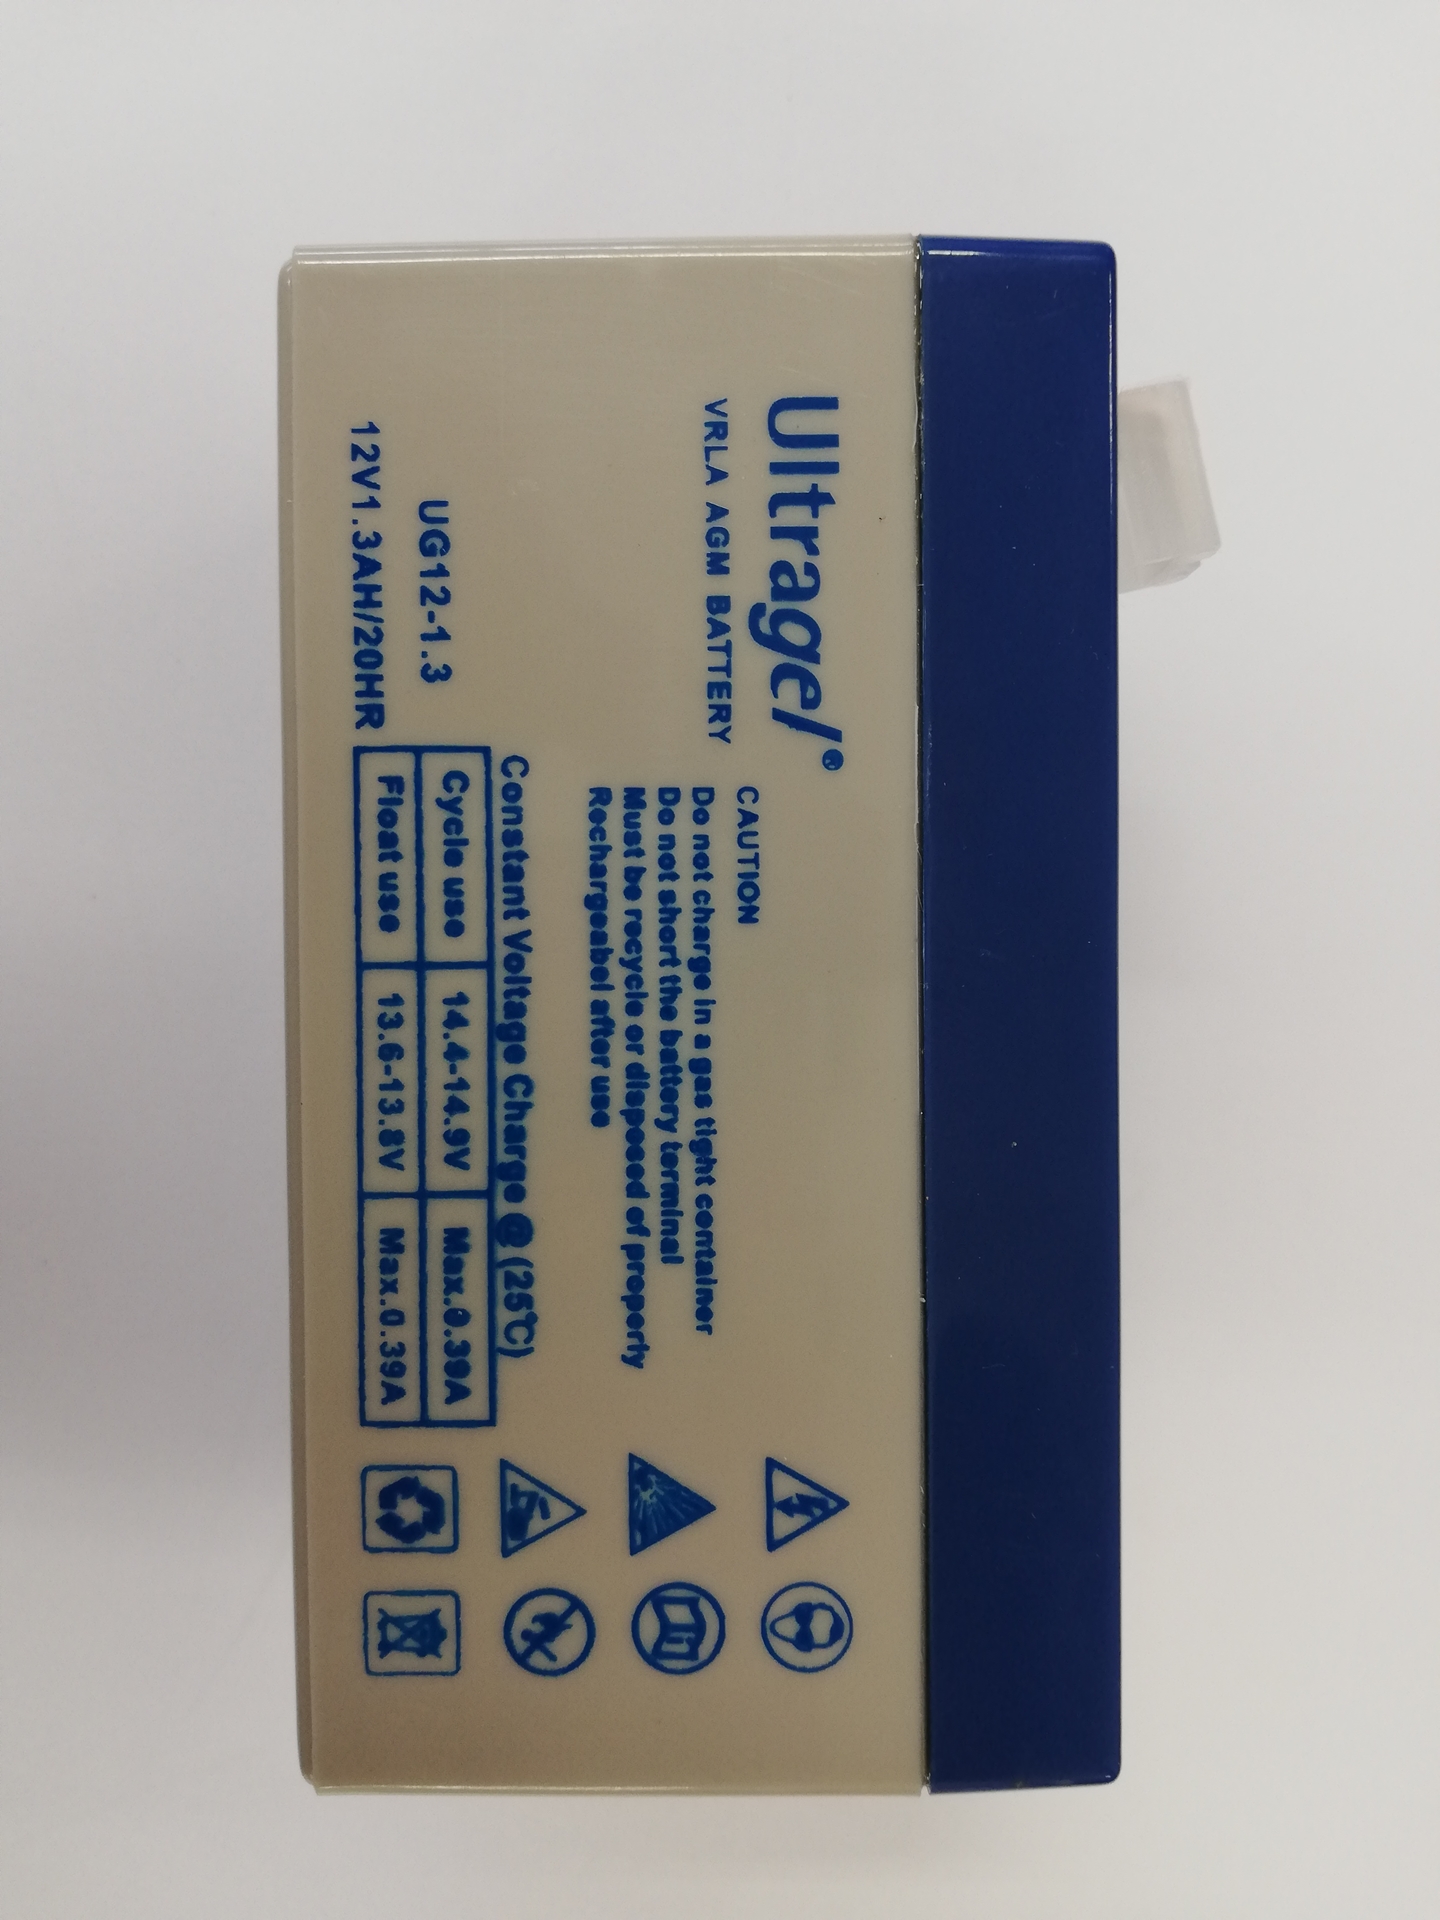 Ultragel®
VRLA AGM BATTERY
CAUTION
Do not charge in a gas tight container
Do not short the battery terminal
Must be recycle or disposed of property
Rechargeabel after use
UG12-1.3
12V1.3AH/20HR
Constant Voltage Charge @ (25℃)
Cycle use 14.4-14.9V Max.0.39A
Float use 13.6-13.8V Max.0.39A